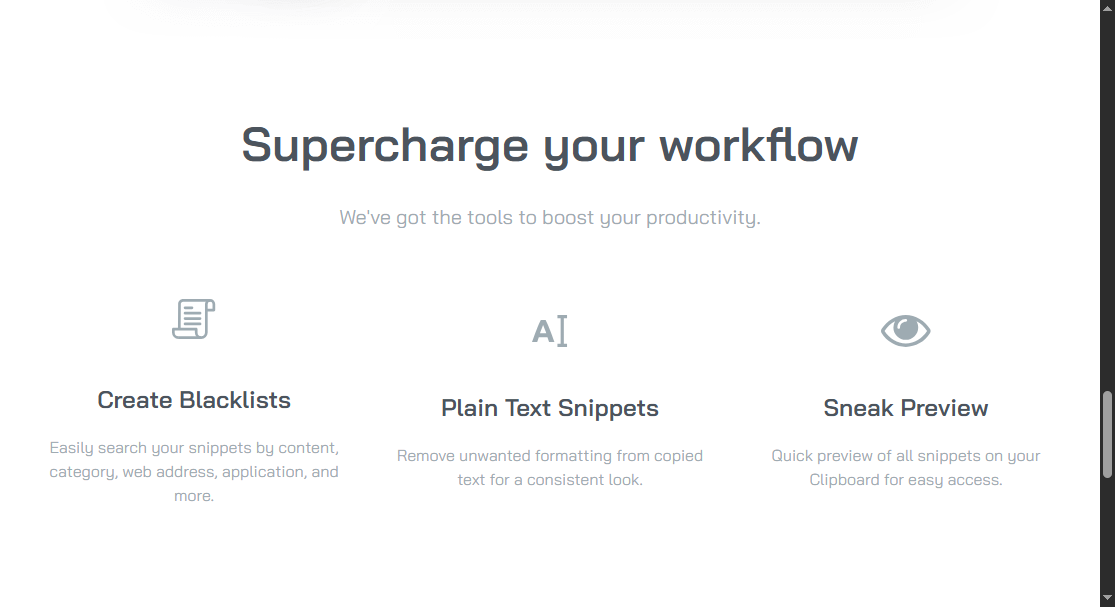 Supercharge your workflow
We've got the tools to boost your productivity.
A
Create Blacklists
Easily search your snippets by content,
category, web address, application, and
more.
Plain Text Snippets
Remove unwanted formatting from copied
text for a consistent look.
Sneak Preview
Quick preview of all snippets on your
Clipboard for easy access.